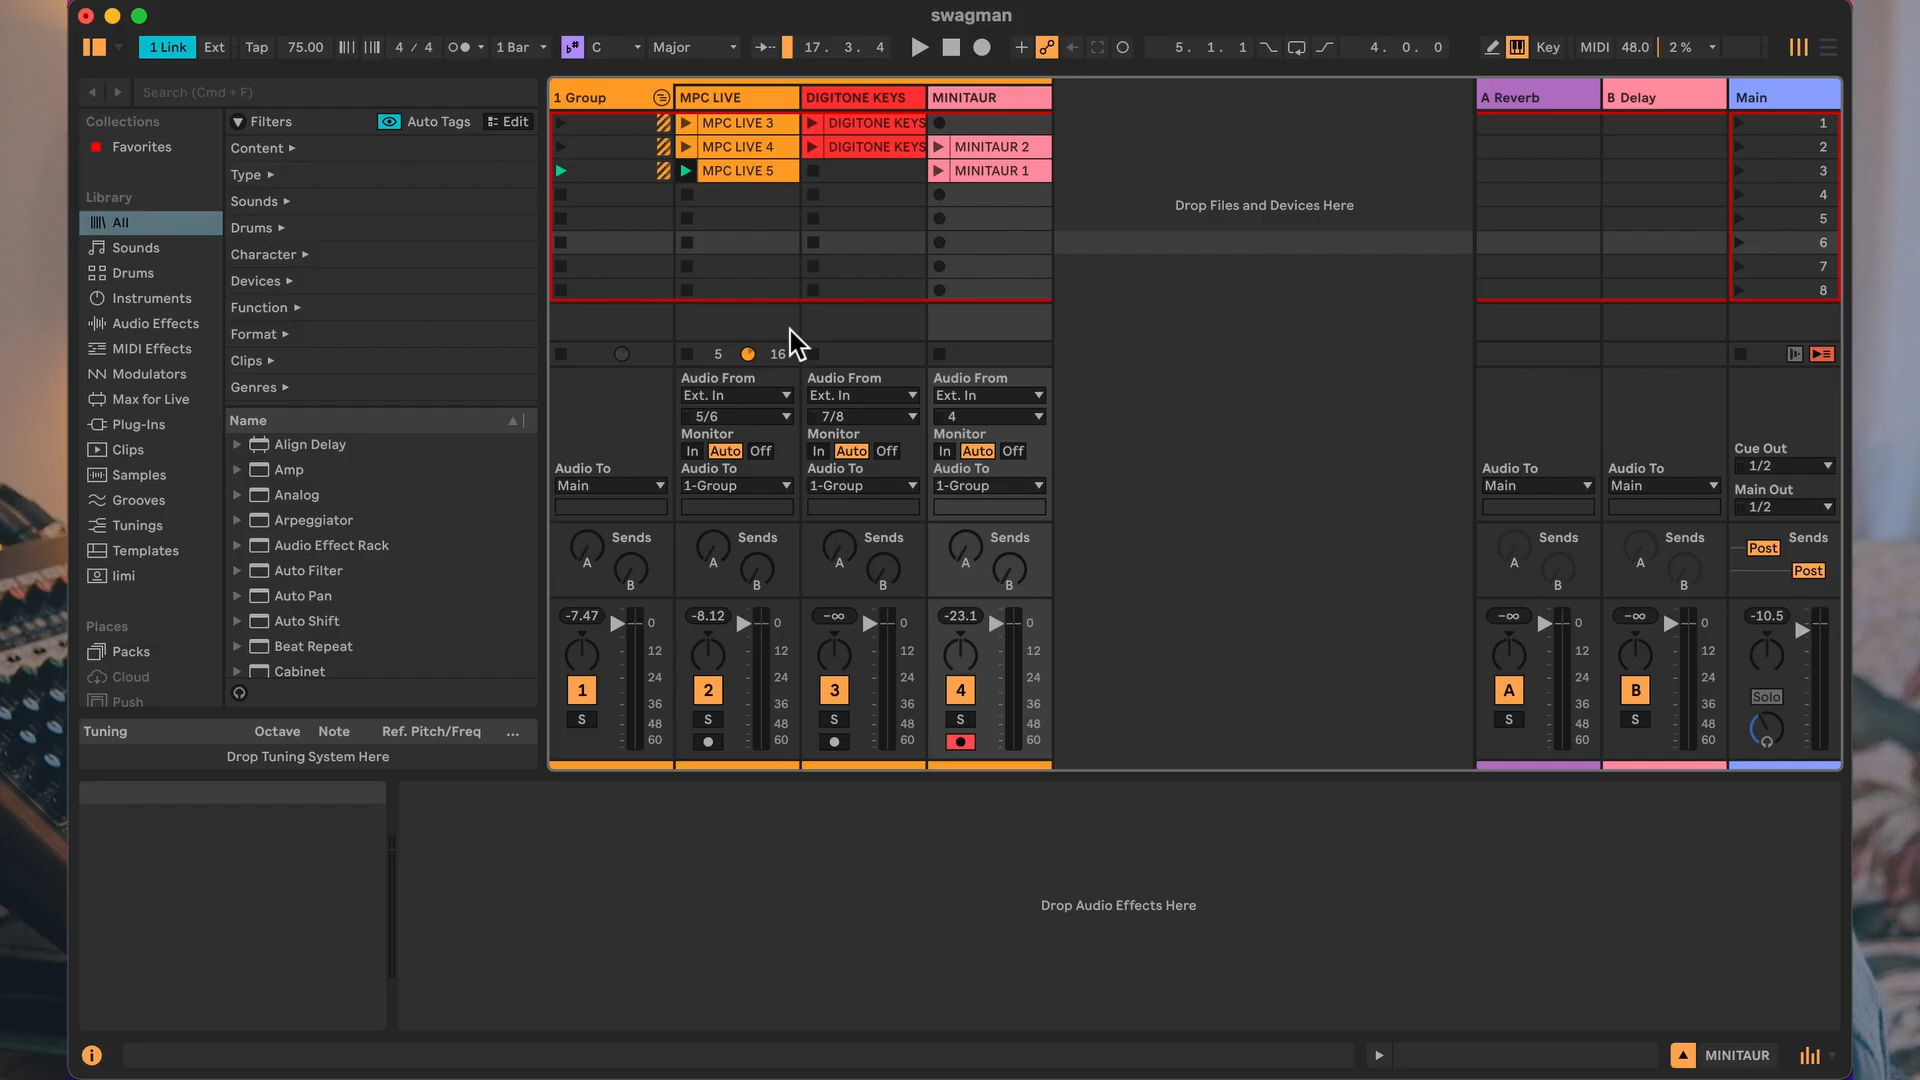 swagman
1 Link Ext Tap 75.00 4 / 4 1 Bar C Major 17. 3. 4 5. 1. 1 4. 0. 0 Key MIDI 48.0 2 %
Search (Cmd + F)
Collections
Favorites
Library
All
Sounds
Drums
Instruments
Audio Effects
MIDI Effects
Modulators
Max for Live
Plug-Ins
Clips
Samples
Grooves
Tunings
Templates
limi
Places
Packs
Cloud
Push
Filters Auto Tags Edit
Content
Type
Sounds
Drums
Character
Devices
Function
Format
Clips
Genres
Name
Align Delay
Amp
Analog
Arpeggiator
Audio Effect Rack
Auto Filter
Auto Pan
Auto Shift
Beat Repeat
Cabinet
Tuning Octave Note Ref. Pitch/Freq ...
Drop Tuning System Here
1 Group MPC LIVE DIGITONE KEYS MINITAUR A Reverb B Delay Main
MPC LIVE 3 DIGITONE KEYS 1
MPC LIVE 4 DIGITONE KEYS MINITAUR 2 2
MPC LIVE 5 MINITAUR 1 3
4
5
6
7
8
Drop Files and Devices Here
5 16
Audio From Audio From Audio From
Ext. In Ext. In Ext. In
5/6 7/8 4
Monitor Monitor Monitor
In Auto Off In Auto Off In Auto Off
Cue Out
1/2
Audio To Audio To Audio To Audio To Audio To Audio To
Main 1-Group 1-Group 1-Group Main Main
Main Out
1/2
Sends Sends Sends Sends Sends Sends Sends
A A A A A A Post
B B B B B B Post
-7.47 -8.12 -∞ -23.1 -∞ -∞ -10.5
0 0 0 0 0 0
12 12 12 12 12 12
24 24 24 24 24 24
1 2 3 4 A B Solo
36 36 36 36 36 36
S S S S S S
48 48 48 48 48 48
60 60 60 60 60 60
Drop Audio Effects Here
MINITAUR